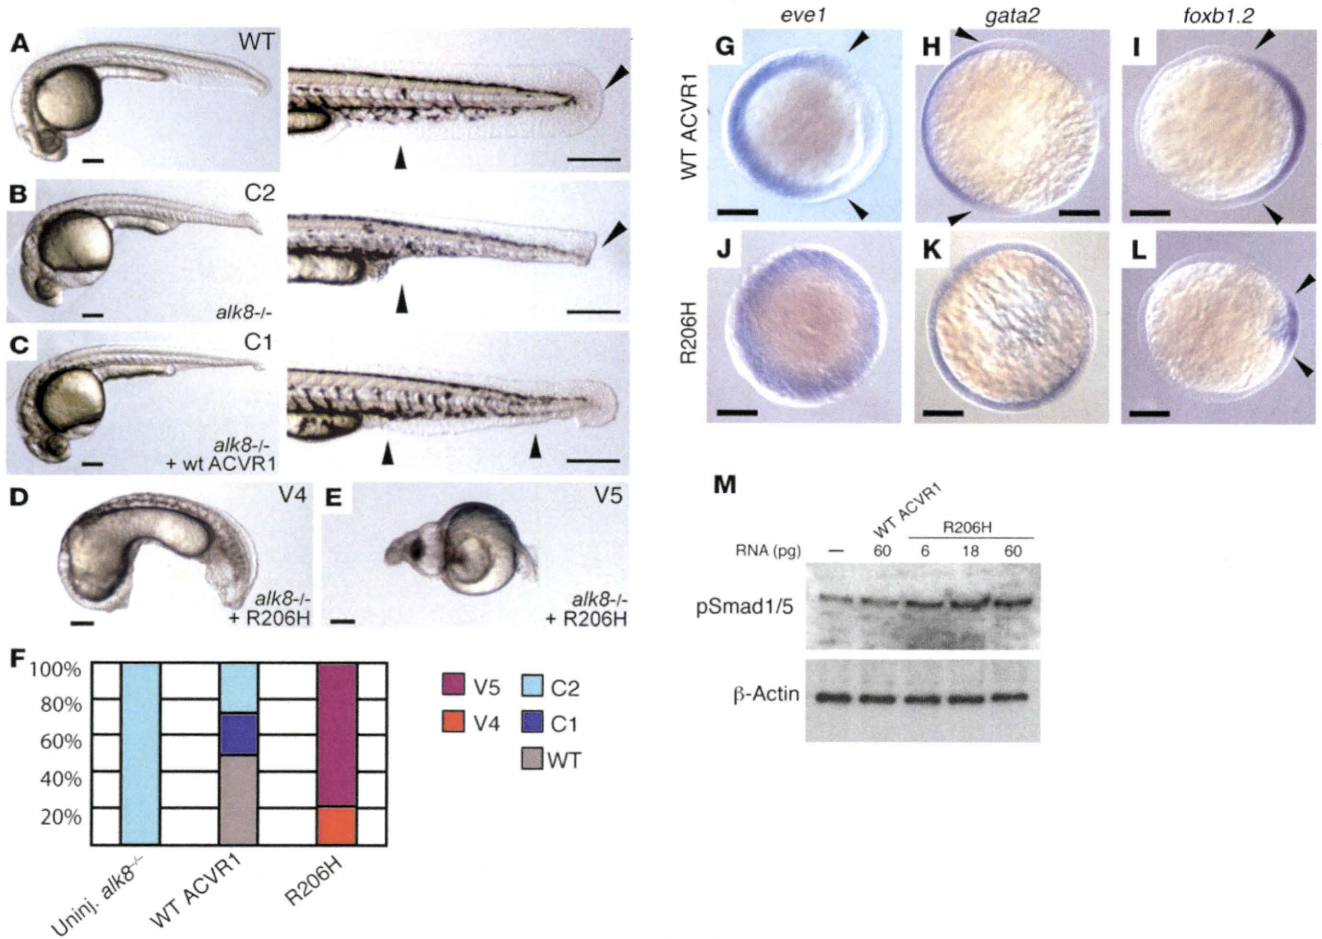 A
WT
B
C2
alk8-/-
C
C1
alk8-/-
+ wt ACVR1
D
V4
alk8-/-
+ R206H
E
V5
alk8-/-
+ R206H
F
100%
80%
60%
40%
20%
Uninj. alk8-/-
WT ACVR1
R206H
V5
C2
V4
C1
WT
eve1
gata2
foxb1.2
WT ACVR1
G
H
I
R206H
J
K
L
M
WT ACVR1
R206H
RNA (pg)
—
60
6
18
60
pSmad1/5
β-Actin